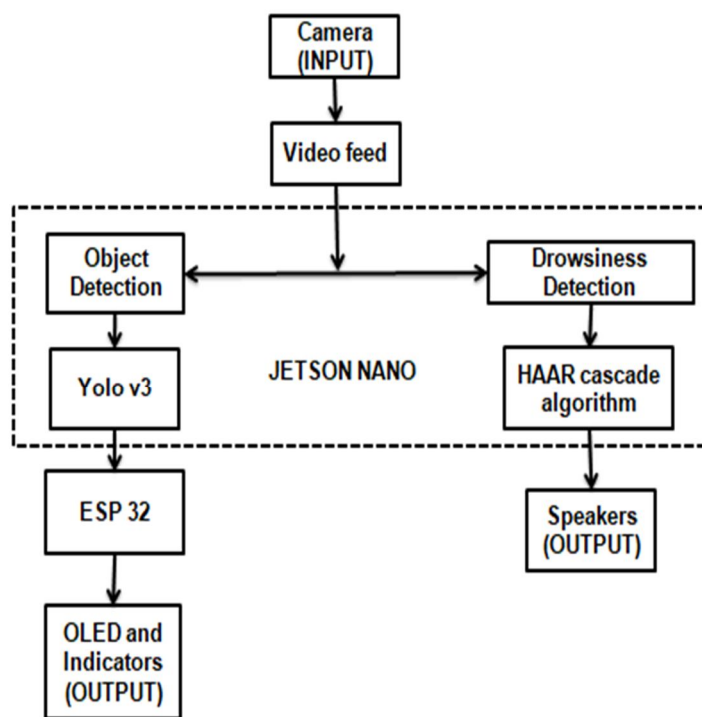 Camera
(INPUT)
Video feed
Object
Detection
Drowsiness
Detection
Yolo v3
JETSON NANO
HAAR cascade
algorithm
ESP 32
Speakers
(OUTPUT)
OLED and
Indicators
(OUTPUT)